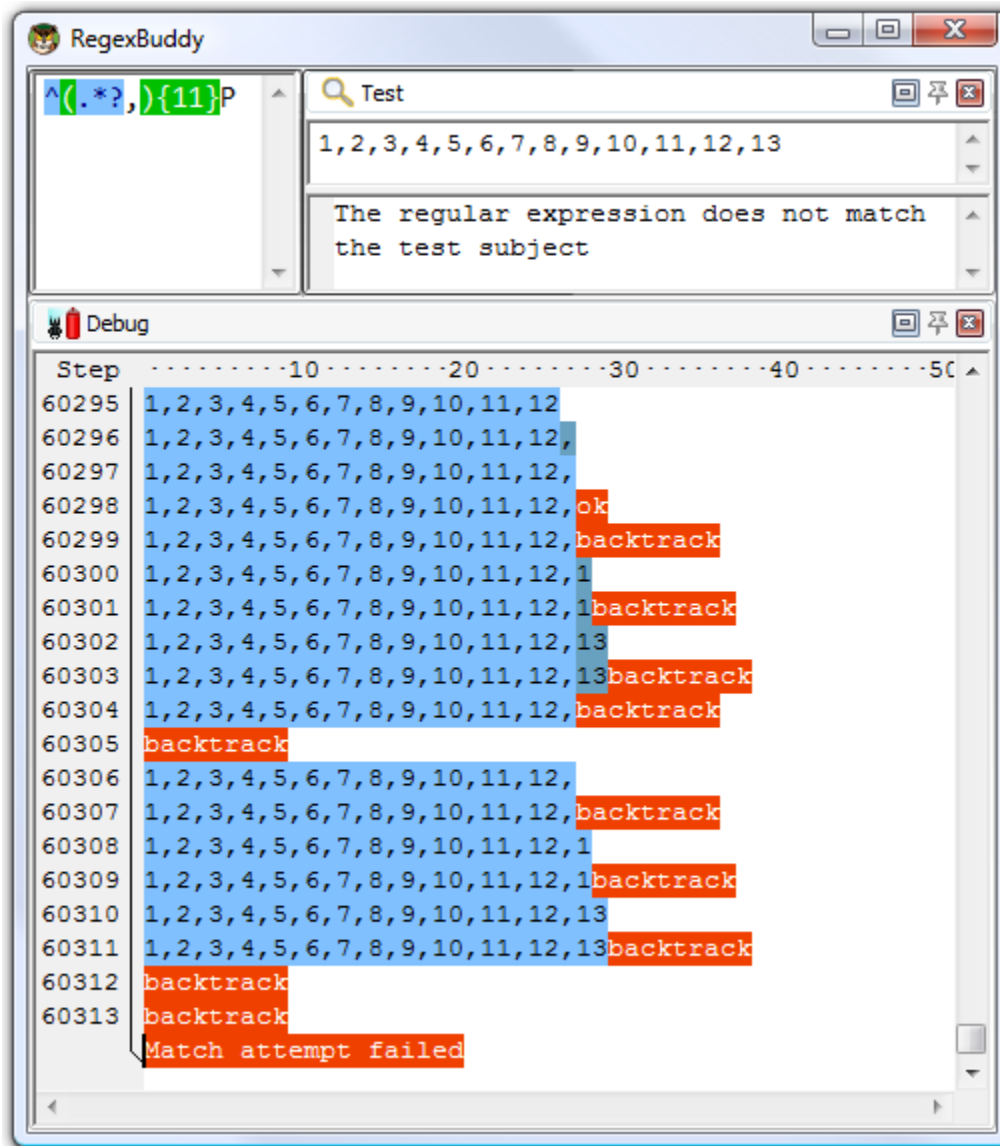 RegexBuddy
^(.*?,){11}P
Test
1,2,3,4,5,6,7,8,9,10,11,12,13
The regular expression does not match
the test subject
Debug
Step ·········10········20········30········40········50
60295 1,2,3,4,5,6,7,8,9,10,11,12
60296 1,2,3,4,5,6,7,8,9,10,11,12,
60297 1,2,3,4,5,6,7,8,9,10,11,12,
60298 1,2,3,4,5,6,7,8,9,10,11,12,ok
60299 1,2,3,4,5,6,7,8,9,10,11,12,backtrack
60300 1,2,3,4,5,6,7,8,9,10,11,12,1
60301 1,2,3,4,5,6,7,8,9,10,11,12,1backtrack
60302 1,2,3,4,5,6,7,8,9,10,11,12,13
60303 1,2,3,4,5,6,7,8,9,10,11,12,13backtrack
60304 1,2,3,4,5,6,7,8,9,10,11,12,backtrack
60305 backtrack
60306 1,2,3,4,5,6,7,8,9,10,11,12,
60307 1,2,3,4,5,6,7,8,9,10,11,12,backtrack
60308 1,2,3,4,5,6,7,8,9,10,11,12,1
60309 1,2,3,4,5,6,7,8,9,10,11,12,1backtrack
60310 1,2,3,4,5,6,7,8,9,10,11,12,13
60311 1,2,3,4,5,6,7,8,9,10,11,12,13backtrack
60312 backtrack
60313 backtrack
Match attempt failed